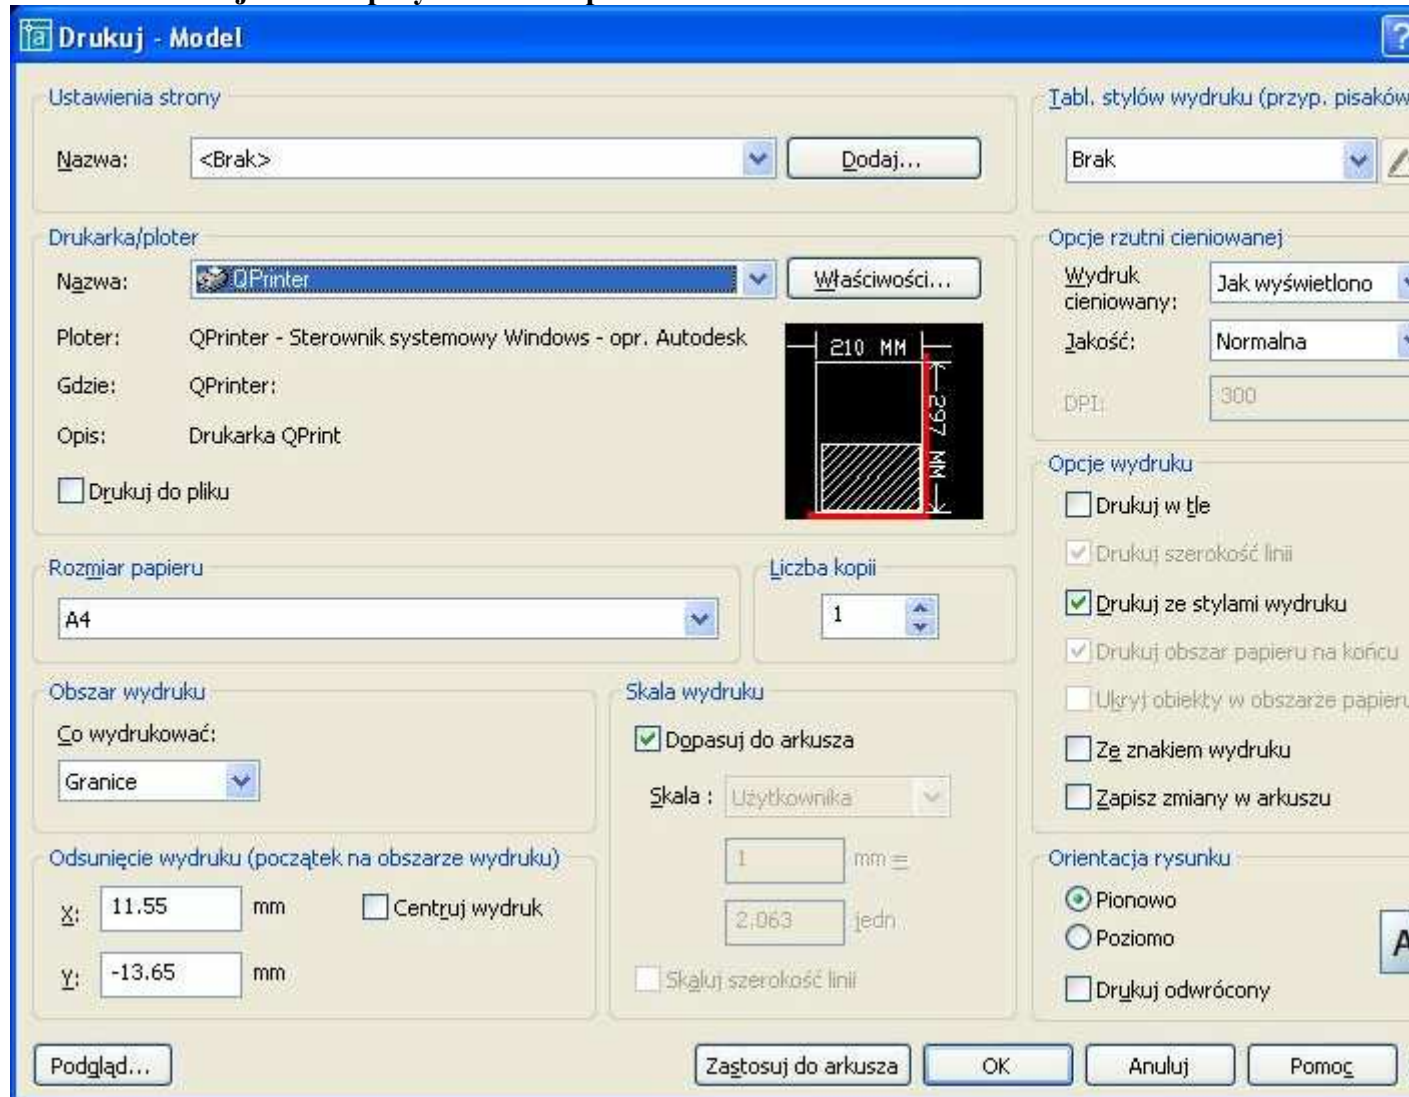 Drukuj - Model
?
Ustawienia strony
Nazwa:
<Brak>
Dodaj...
Drukarka/ploter
Nazwa:
QPrinter
Właściwości...
Ploter:
QPrinter - Sterownik systemowy Windows - opr. Autodesk
Gdzie:
QPrinter:
Opis:
Drukarka QPrint
Drukuj do pliku
210 MM
297 MM
Rozmiar papieru
A4
Liczba kopii
1
Obszar wydruku
Co wydrukować:
Granice
Skala wydruku
Dopasuj do arkusza
Skala :
Użytkownika
1
mm =
2.063
jedn
Skaluj szerokość linii
Odsunięcie wydruku (początek na obszarze wydruku)
X:
11.55
mm
Centruj wydruk
Y:
-13.65
mm
Tabl. stylów wydruku (przyp. pisaków
Brak
Opcje rzutni cieniowanej
Wydruk
cieniowany:
Jak wyświetlono
Jakość:
Normalna
DPI:
300
Opcje wydruku
Drukuj w tle
Drukuj szerokość linii
Drukuj ze stylami wydruku
Drukuj obszar papieru na końcu
Ukryj obiekty w obszarze papieru
Ze znakiem wydruku
Zapisz zmiany w arkuszu
Orientacja rysunku
Pionowo
Poziomo
A
Drukuj odwrócony
Podgląd...
Zastosuj do arkusza
OK
Anuluj
Pomoc